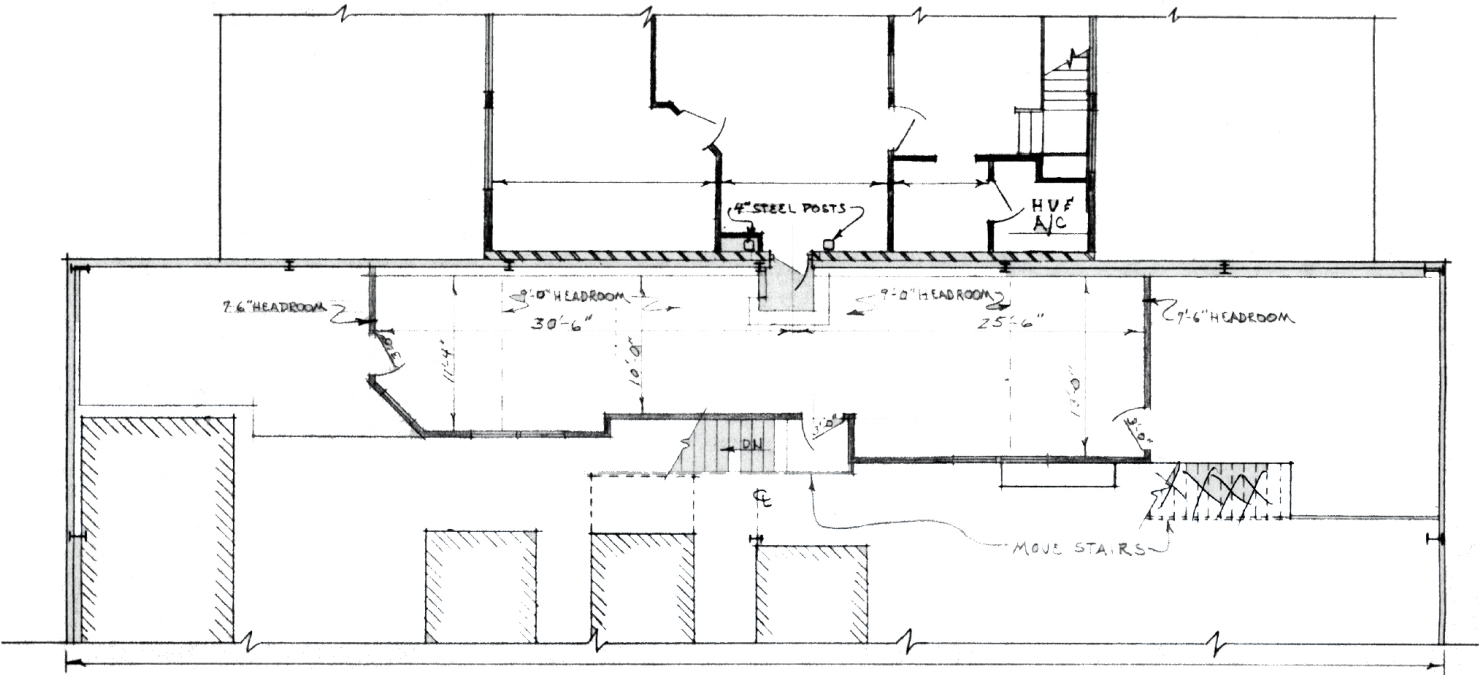 4" STEEL POSTS
HV &
A/C
7'-6" HEADROOM
9'-0" HEADROOM
9'-0" HEADROOM
7'-6" HEADROOM
30'-6"
25'-6"
3'-0"
11'-4"
10'-0"
13'-0"
3'-0"
3'-0"
DN
℄
MOVE STAIRS